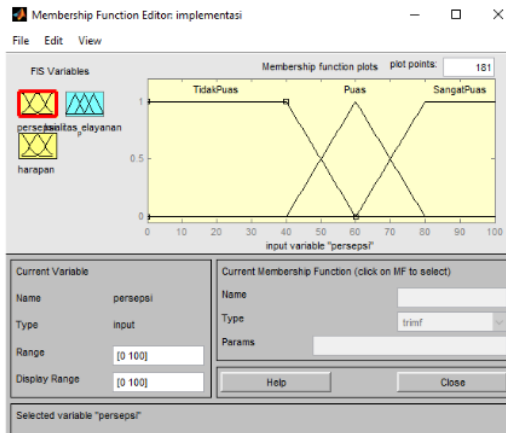 Membership Function Editor: implementasi
File Edit View
FIS Variables
persepsi
kualitas_pelayanan
harapan
Membership function plots
plot points: 181
TidakPuas Puas SangatPuas
1
0.5
0
0 10 20 30 40 50 60 70 80 90 100
input variable "persepsi"
Current Variable
Name persepsi
Type input
Range [0 100]
Display Range [0 100]
Current Membership Function (click on MF to select)
Name
Type trimf
Params
Help Close
Selected variable "persepsi"